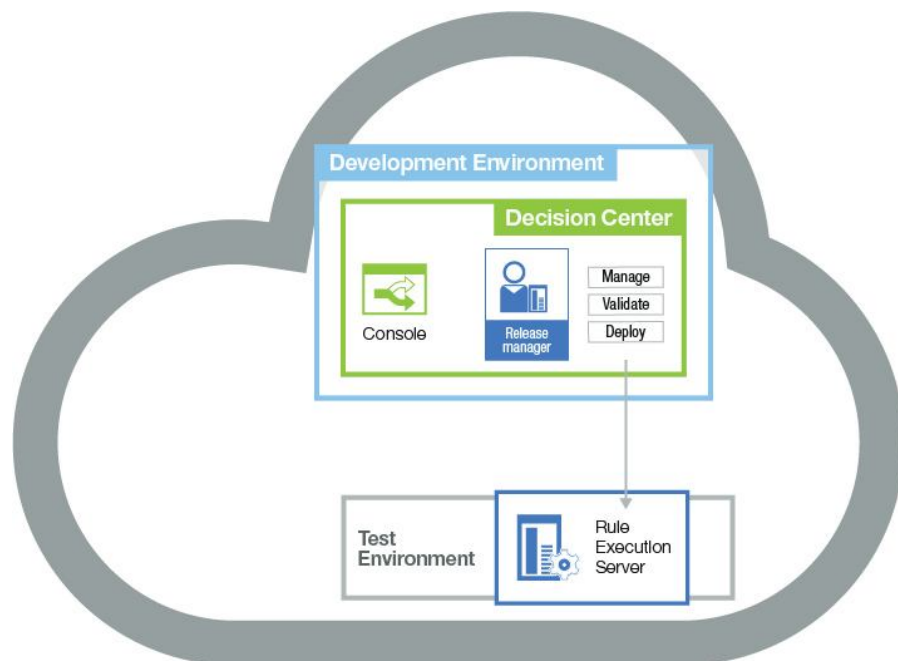 Development Environment
Decision Center
Console
Release
manager
Manage
Validate
Deploy
Test
Environment
Rule
Execution
Server